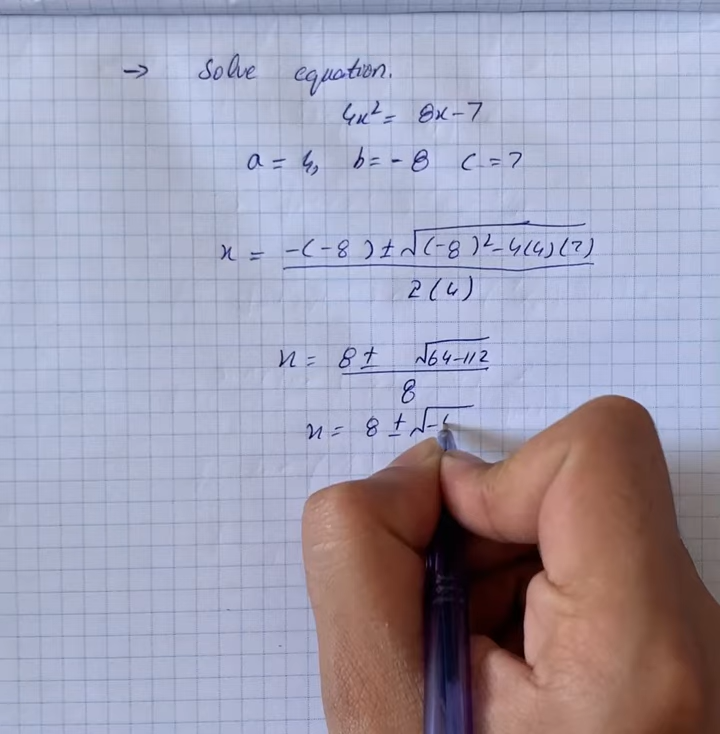 → Solve equation.
4x² = 8x-7
a = 4, b = -8 c = 7
x = -(-8) ± √(-8)² - 4(4)(7)
2(4)
x = 8 ± √64-112
8
x = 8 ± √-4